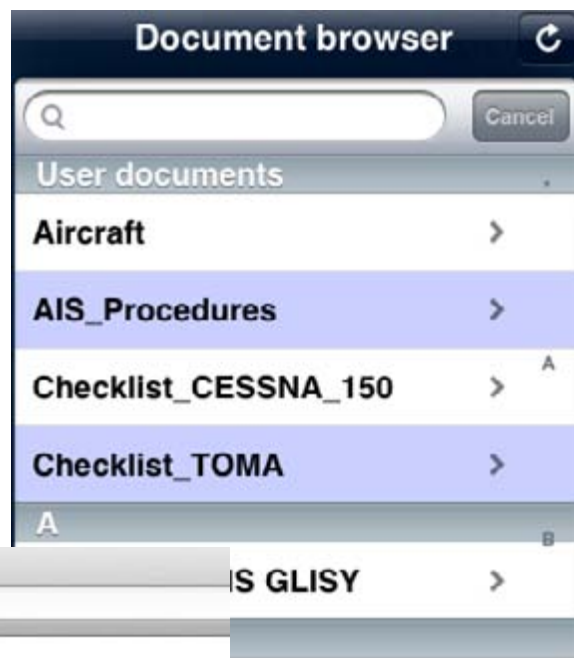 Document browser
Cancel
User documents
Aircraft
AIS_Procedures
Checklist_CESSNA_150
A
Checklist_TOMA
A
B
GLISY